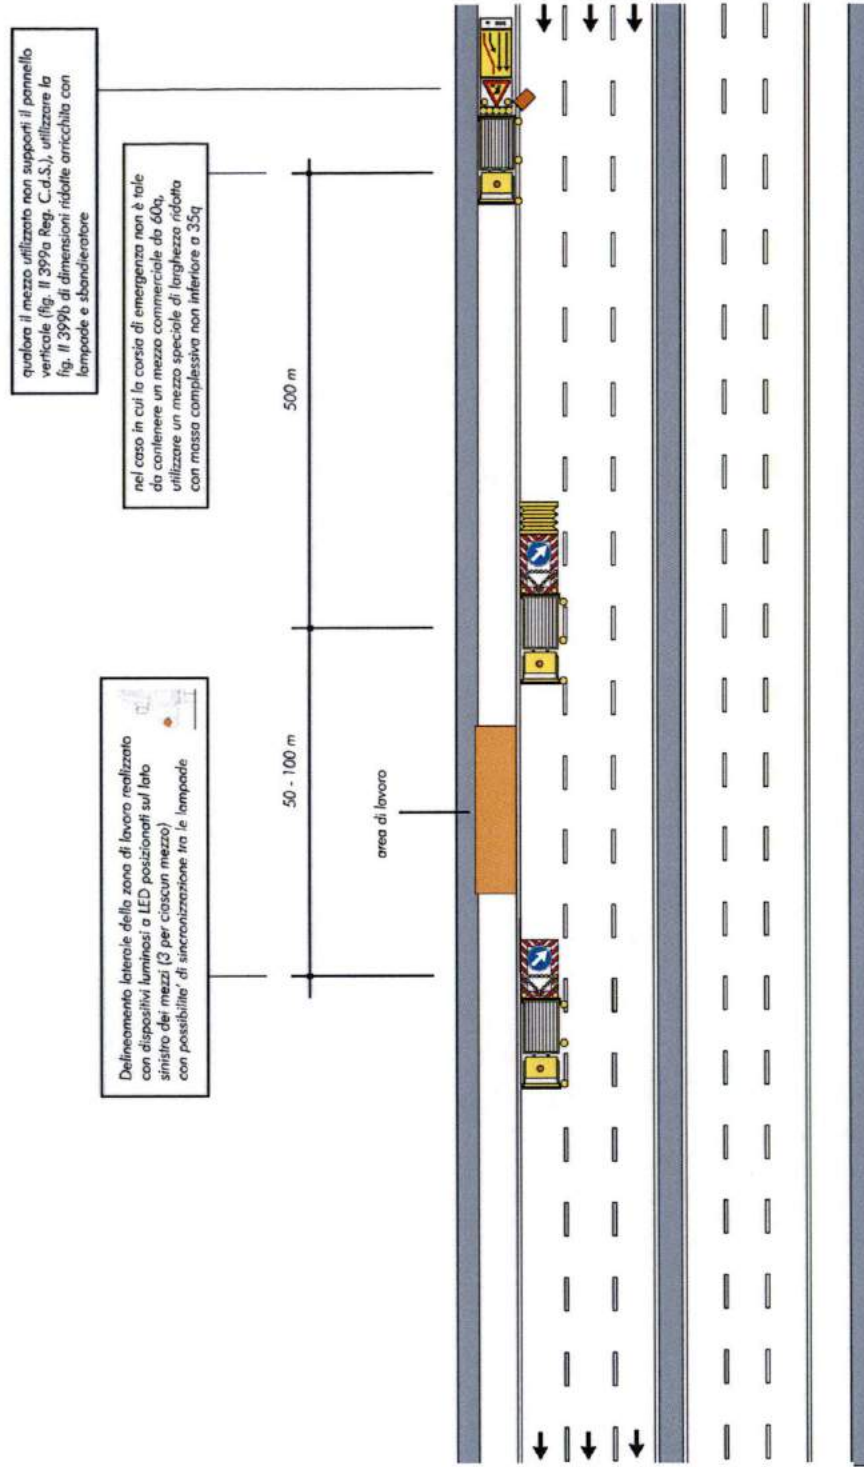 qualora il mezzo utilizzato non supporti il pannello
verticale (fig. II 399a Reg. C.d.S.), utilizzare la
fig. II 399b di dimensioni ridotte arricchita con
lampade e sbandieratore
nel caso in cui la corsia di emergenza non è tale
da contenere un mezzo commerciale da 60q,
utilizzare un mezzo speciale di larghezza ridotta
con massa complessiva non inferiore a 35q
500 m
Delineamento laterale della zona di lavoro realizzato
con dispositivi luminosi a LED posizionati sul lato
sinistro dei mezzi (3 per ciascun mezzo)
con possibilita' di sincronizzazione tra le lampade
50 - 100 m
area di lavoro